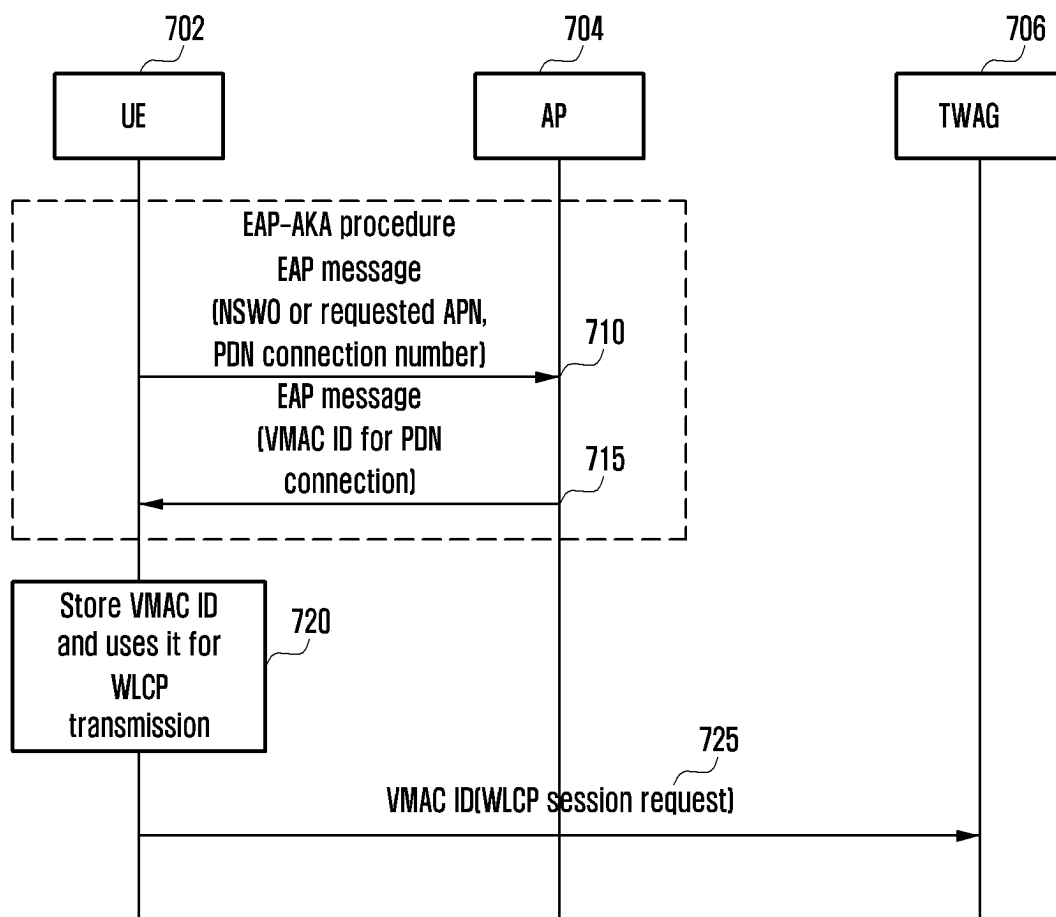 702
704
706
UE
AP
TWAG
EAP-AKA procedure
EAP message
(NSWO or requested APN,
PDN connection number)
710
EAP message
(VMAC ID for PDN
connection)
715
Store VMAC ID
and uses it for
WLCP
transmission
720
725
VMAC ID(WLCP session request)